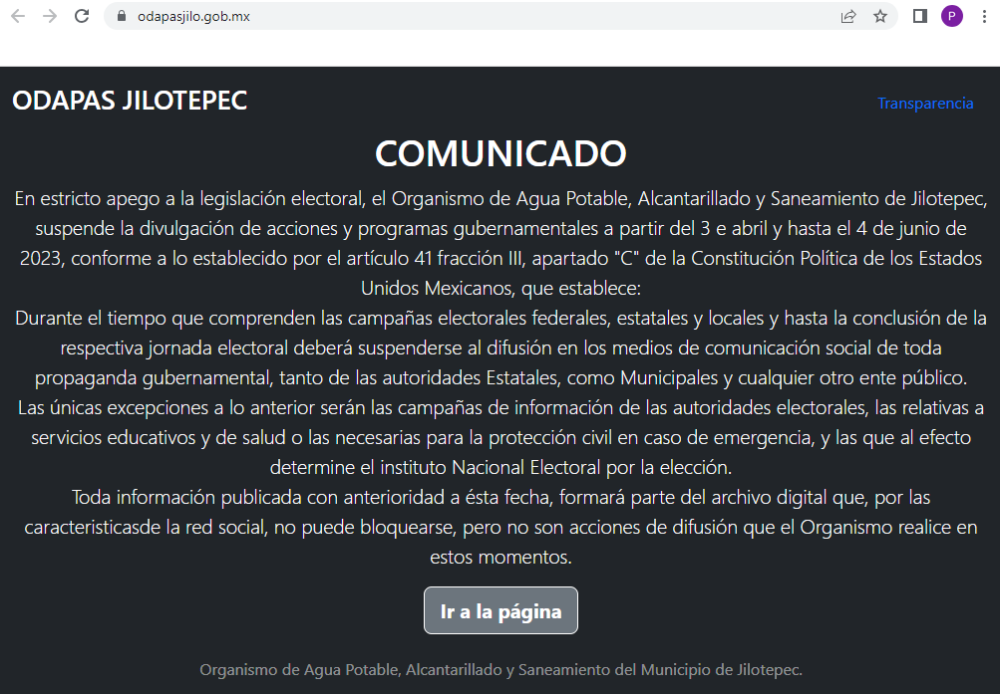 odapasjilo.gob.mx
P
ODAPAS JILOTEPEC
Transparencia
COMUNICADO
En estricto apego a la legislación electoral, el Organismo de Agua Potable, Alcantarillado y Saneamiento de Jilotepec,
suspende la divulgación de acciones y programas gubernamentales a partir del 3 e abril y hasta el 4 de junio de
2023, conforme a lo establecido por el artículo 41 fracción III, apartado "C" de la Constitución Política de los Estados
Unidos Mexicanos, que establece:
Durante el tiempo que comprenden las campañas electorales federales, estatales y locales y hasta la conclusión de la
respectiva jornada electoral deberá suspenderse al difusión en los medios de comunicación social de toda
propaganda gubernamental, tanto de las autoridades Estatales, como Municipales y cualquier otro ente público.
Las únicas excepciones a lo anterior serán las campañas de información de las autoridades electorales, las relativas a
servicios educativos y de salud o las necesarias para la protección civil en caso de emergencia, y las que al efecto
determine el instituto Nacional Electoral por la elección.
Toda información publicada con anterioridad a ésta fecha, formará parte del archivo digital que, por las
caracteristicasde la red social, no puede bloquearse, pero no son acciones de difusión que el Organismo realice en
estos momentos.
Ir a la página
Organismo de Agua Potable, Alcantarillado y Saneamiento del Municipio de Jilotepec.